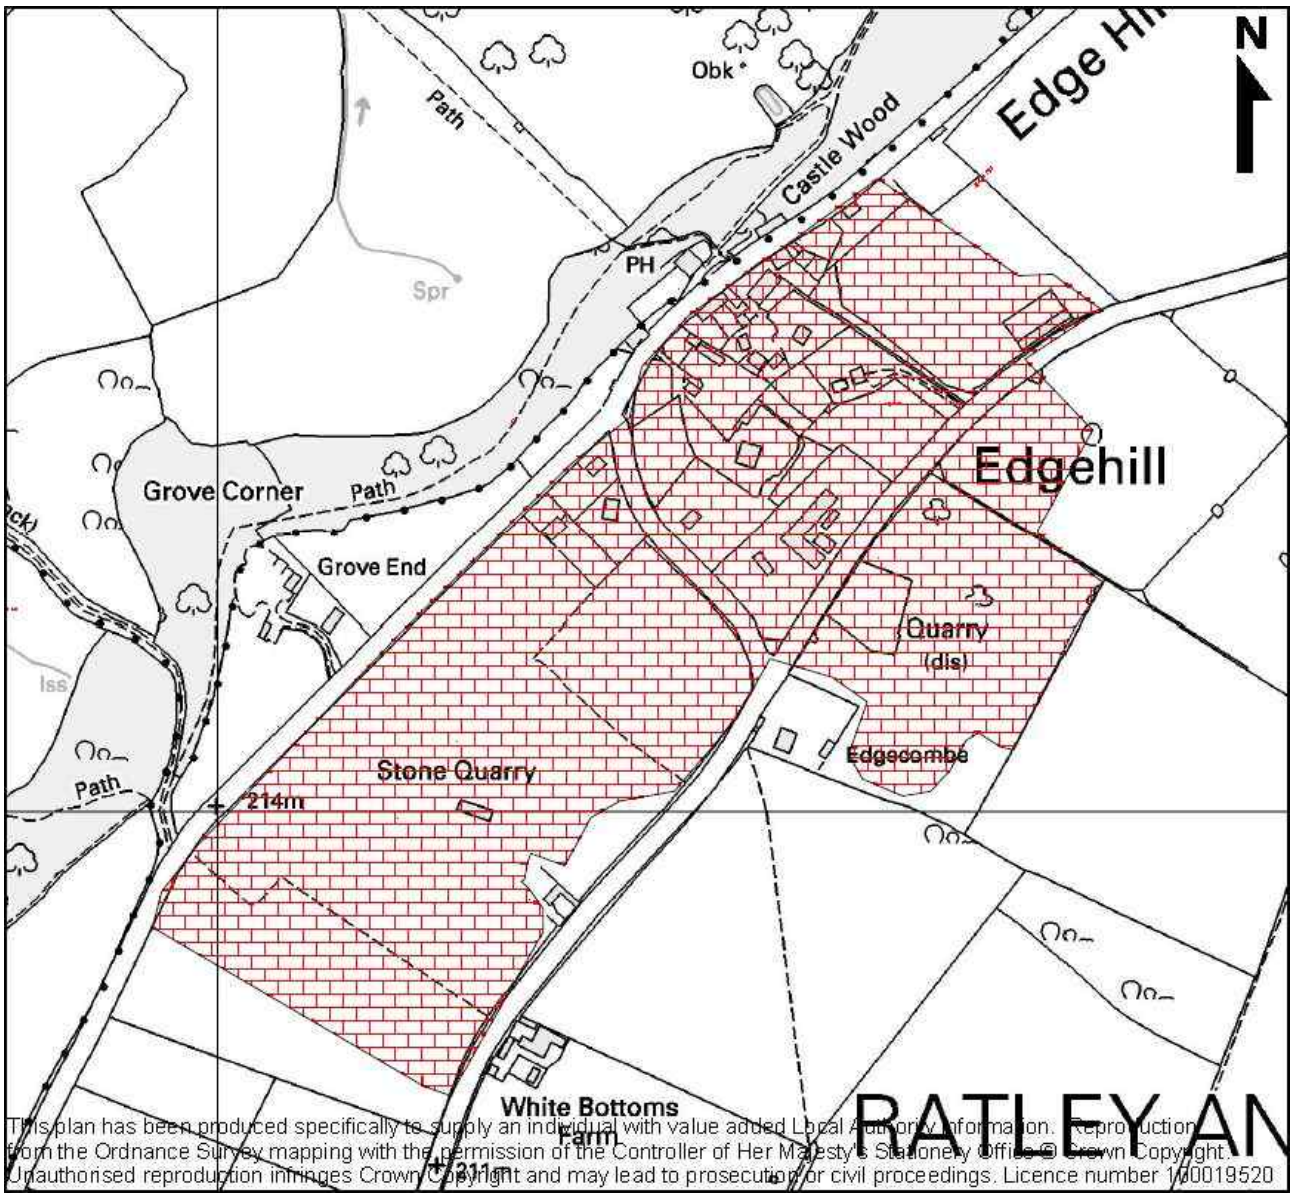 N
Edge Hil
Obk
Path
Castle Wood
PH
Spr
Edgehill
Grove Corner
Path
ack)
Grove End
Quarry
(dis)
Iss
Edgecombe
Stone Quarry
Path
214m
White Bottoms
Farm
RATLEY AN
This plan has been produced specifically to supply an individual with value added Local Authority Information. Reproduction
from the Ordnance Survey mapping with the permission of the Controller of Her Majesty's Stationery Office © Crown Copyright.
211m
Unauthorised reproduction infringes Crown Copyright and may lead to prosecution or civil proceedings. Licence number 100019520